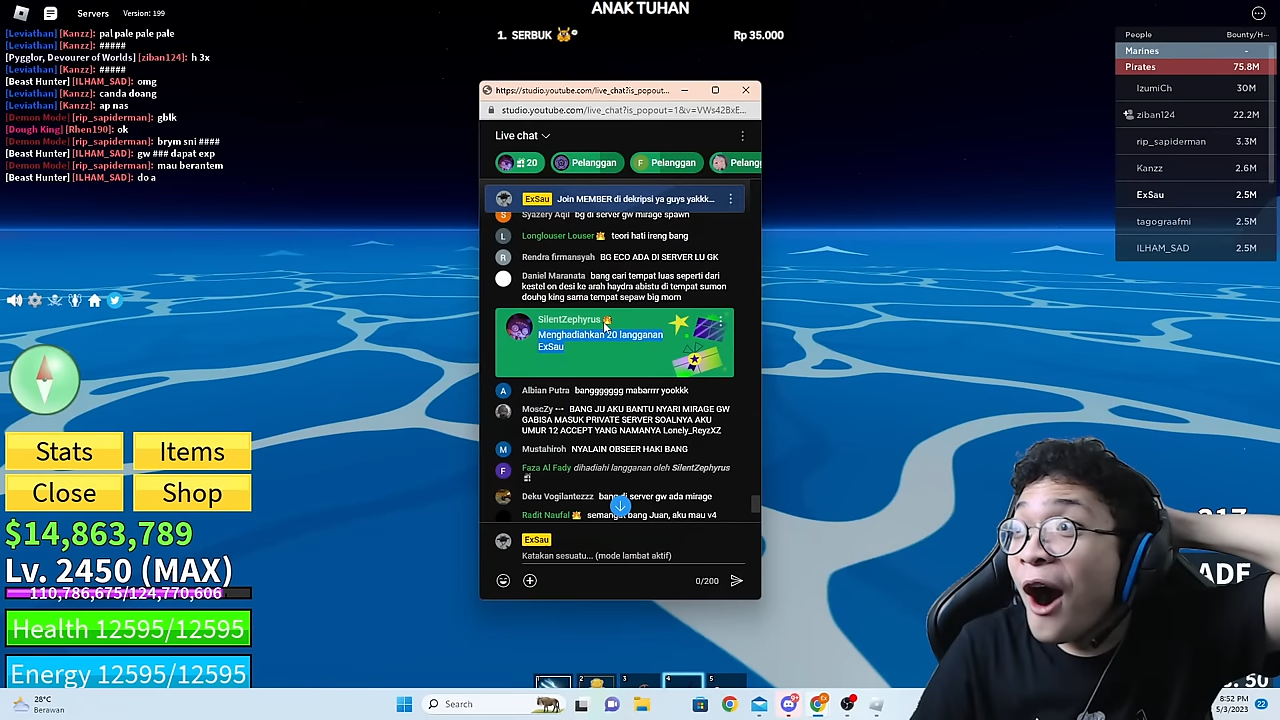 Servers Version: 199
[Leviathan] [Kanzz]: pal pale pale pale
[Leviathan] [Kanzz]: #####
[Pygglor, Devourer of Worlds] [ziban124]: h 3x
[Leviathan] [Kanzz]: #####
[Beast Hunter] [ILHAM_SAD]: omg
[Leviathan] [Kanzz]: canda doang
[Leviathan] [Kanzz]: ap nas
[Demon Mode] [rip_sapiderman]: gblk
[Dough King] [Rhen190]: ok
[Demon Mode] [rip_sapiderman]: brym sni ####
[Beast Hunter] [ILHAM_SAD]: gw ### dapat exp
[Demon Mode] [rip_sapiderman]: mau berantem
[Beast Hunter] [ILHAM_SAD]: do a
ANAK TUHAN
1. SERBUK Rp 35.000
People Bounty/H...
Marines -
Pirates 75.8M
IzumiCh 30M
ziban124 22.2M
rip_sapiderman 3.3M
Kanzz 2.6M
ExSau 2.5M
tagograafmi 2.5M
ILHAM_SAD 2.5M
https://studio.youtube.com/live_chat?is_popout...
studio.youtube.com/live_chat?is_popout=1&v=VWs42BxE...
Live chat
20 Pelanggan F Pelanggan Pelang
ExSau Join MEMBER di dekripsi ya guys yakkk...
S Syazery Aqil bg di server gw mirage spawn
L Longlouser Louser teori hati ireng bang
R Rendra firmansyah BG ECO ADA DI SERVER LU GK
Daniel Maranata bang cari tempat luas seperti dari
kestel on desi ke arah haydra abistu di tempat sumon
douhg king sama tempat sepaw big mom
SilentZephyrus
Menghadiahkan 20 langganan
ExSau
A Albian Putra banggggggg mabarrrr yookkk
MoscZy BANG JU AKU BANTU NYARI MIRAGE GW
GABISA MASUK PRIVATE SERVER SOALNYA AKU
UMUR 12 ACCEPT YANG NAMANYA Lonely_ReyzXZ
M Mustahiroh NYALAIN OBSEER HAKI BANG
F Faza Al Fady dihadiahi langganan oleh SilentZephyrus
Deku Vogilantezzz bang di server gw ada mirage
Radit Naufal semangat bang Juan, aku mau v4
ExSau
Katakan sesuatu... (mode lambat aktif)
0/200
Stats Items
Close Shop
$14,863,789
Lv. 2450 (MAX)
110,786,675/124,770,606
Health 12595/12595
Energy 12595/12595
2 3 4 5
28°C
Berawan
Search
8:52 PM
5/3/2023
22